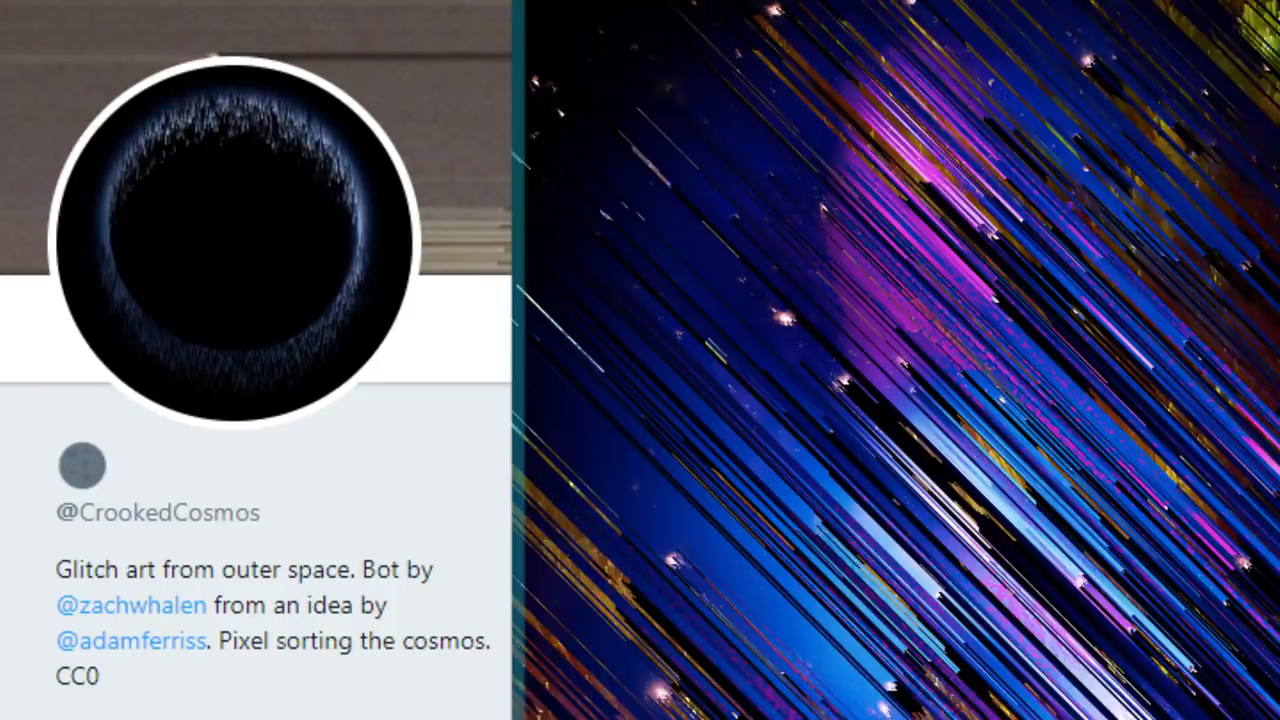 @CrookedCosmos
Glitch art from outer space. Bot by
@zachwhalen from an idea by
@adamferriss. Pixel sorting the cosmos.
CC0